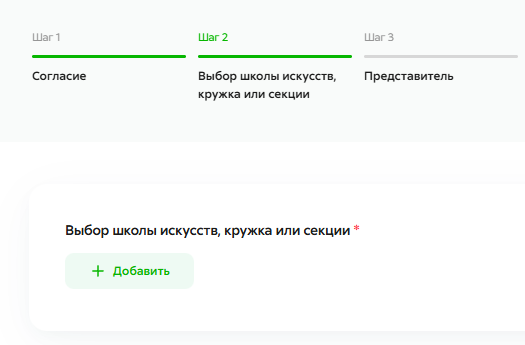 Шаг 1
Шаг 2
Шаг 3
Согласие
Выбор школы искусств,
кружка или секции
Представитель
Выбор школы искусств, кружка или секции *
+ Добавить